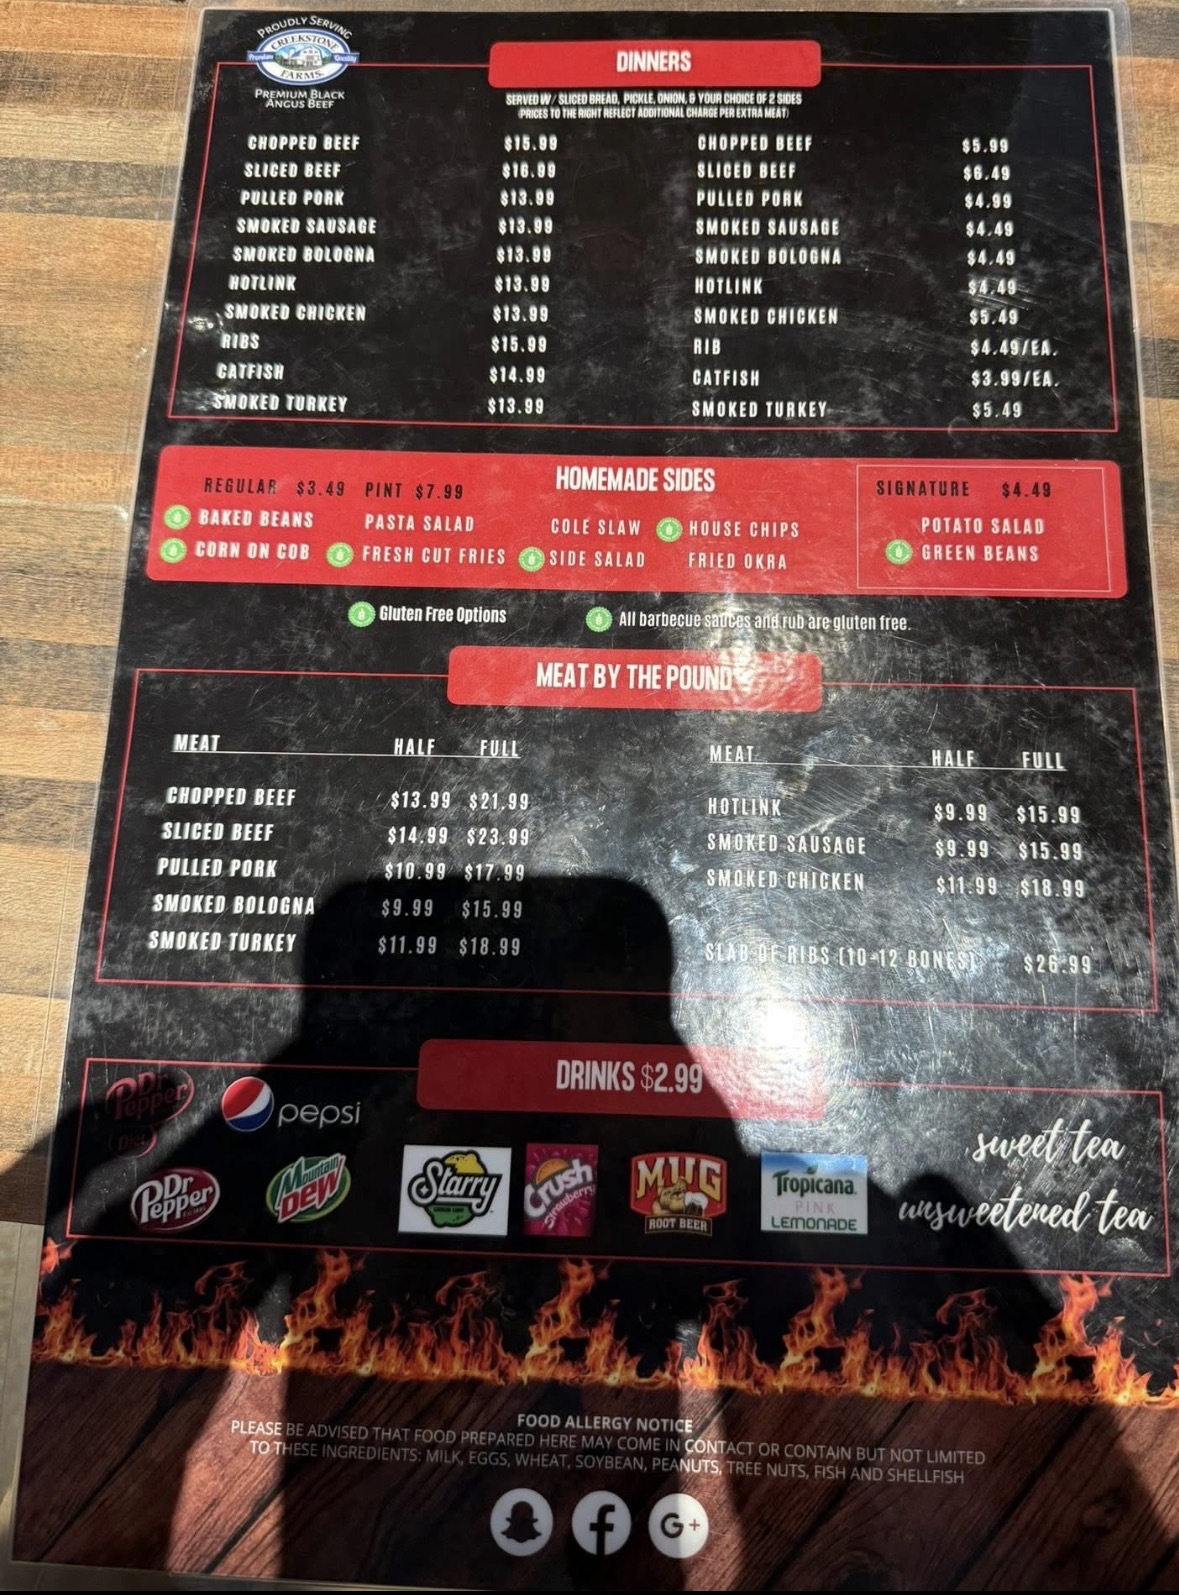 PROUDLY SERVING
CREEKSTONE
Premium Quality
FARMS.
PREMIUM BLACK
ANGUS BEEF
DINNERS
SERVED W/ SLICED BREAD, PICKLE, ONION, & YOUR CHOICE OF 2 SIDES
PRICES TO THE RIGHT REFLECT ADDITIONAL CHARGE PER EXTRA MEAT)
CHOPPED BEEF $15.99 CHOPPED BEEF $5.99
SLICED BEEF $16.99 SLICED BEEF $6.49
PULLED PORK $13.99 PULLED PORK $4.99
SMOKED SAUSAGE $13.99 SMOKED SAUSAGE $4.49
SMOKED BOLOGNA $13.99 SMOKED BOLOGNA $4.49
HOTLINK $13.99 HOTLINK $4.49
SMOKED CHICKEN $13.99 SMOKED CHICKEN $5.49
RIBS $15.99 RIB $4.49/EA.
CATFISH $14.99 CATFISH $3.99/EA.
SMOKED TURKEY $13.99 SMOKED TURKEY $5.49
HOMEMADE SIDES
REGULAR $3.49 PINT $7.99 SIGNATURE $4.49
BAKED BEANS PASTA SALAD COLE SLAW HOUSE CHIPS POTATO SALAD
CORN ON COB FRESH CUT FRIES SIDE SALAD FRIED OKRA GREEN BEANS
Gluten Free Options All barbecue sauces and rub are gluten free.
MEAT BY THE POUND
MEAT HALF FULL MEAT HALF FULL
CHOPPED BEEF $13.99 $21.99 HOTLINK $9.99 $15.99
SLICED BEEF $14.99 $23.99 SMOKED SAUSAGE $9.99 $15.99
PULLED PORK $10.99 $17.99 SMOKED CHICKEN $11.99 $18.99
SMOKED BOLOGNA $9.99 $15.99
SMOKED TURKEY $11.99 $18.99 SLAB OF RIBS (10-12 BONES) $26.99
DRINKS $2.99
Dr Pepper
Diet
pepsi
sweet tea
Dr Pepper
Mountain DEW
Starry
Crush
Strawberry
MUG
ROOT BEER
Tropicana
PINK
LEMONADE
unsweetened tea
FOOD ALLERGY NOTICE
PLEASE BE ADVISED THAT FOOD PREPARED HERE MAY COME IN CONTACT OR CONTAIN BUT NOT LIMITED
TO THESE INGREDIENTS: MILK, EGGS, WHEAT, SOYBEAN, PEANUTS, TREE NUTS, FISH AND SHELLFISH
f G+